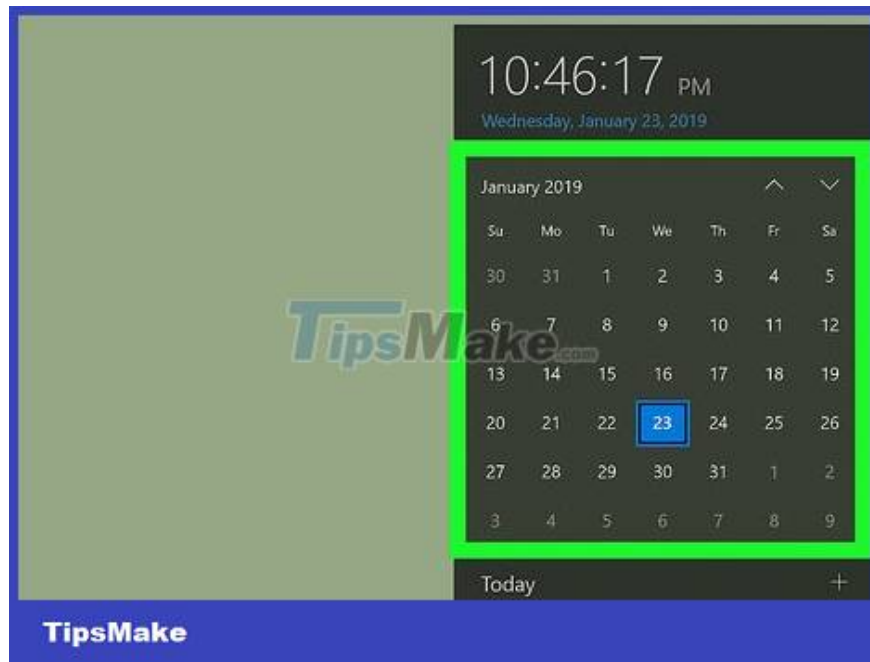 10:46:17 PM
Wednesday, January 23, 2019
January 2019
Su Mo Tu We Th Fr Sa
30 31 1 2 3 4 5
6 7 8 9 10 11 12
13 14 15 16 17 18 19
20 21 22 23 24 25 26
27 28 29 30 31 1 2
3 4 5 6 7 8 9
TipsMake.com
Today +
TipsMake